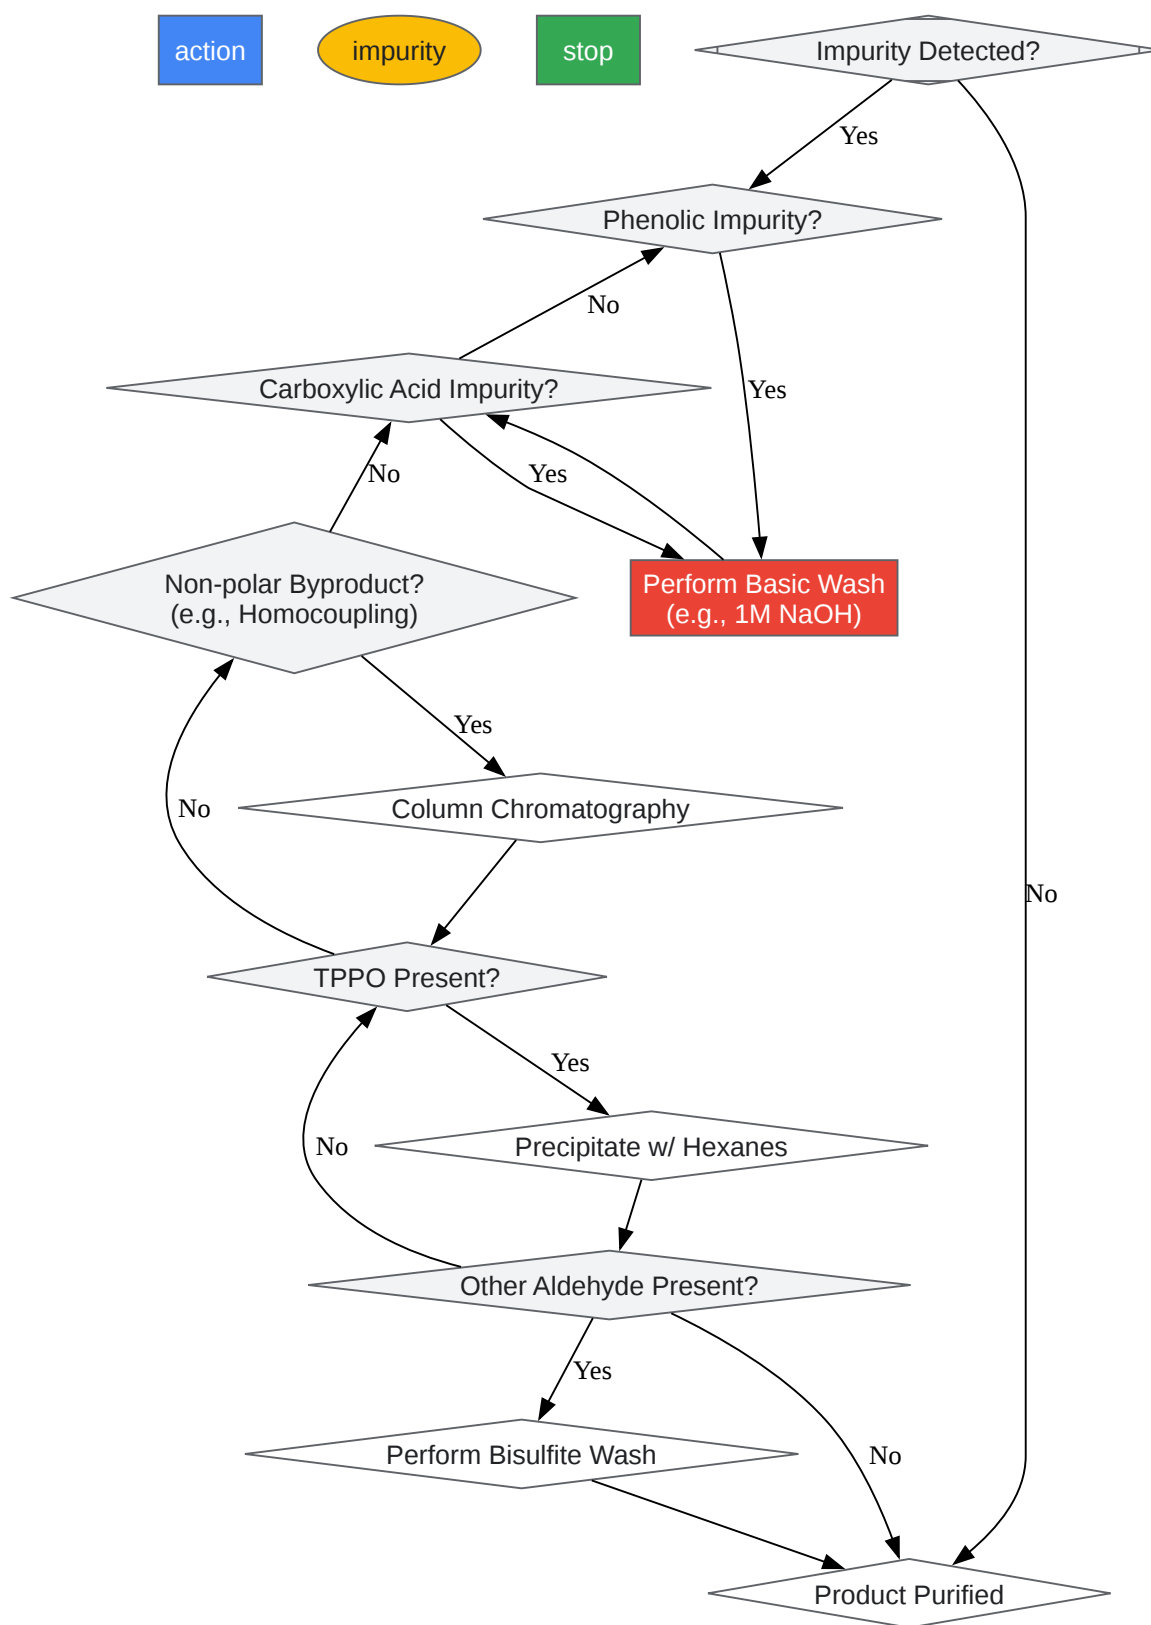 action
impurity
stop
Impurity Detected?
Yes
Phenolic Impurity?
No
Carboxylic Acid Impurity?
Yes
No
Yes
Non-polar Byproduct?
(e.g., Homocoupling)
Perform Basic Wash
(e.g., 1M NaOH)
Yes
No
Column Chromatography
No
TPPO Present?
Yes
No
Precipitate w/ Hexanes
Other Aldehyde Present?
Yes
Perform Bisulfite Wash
No
Product Purified